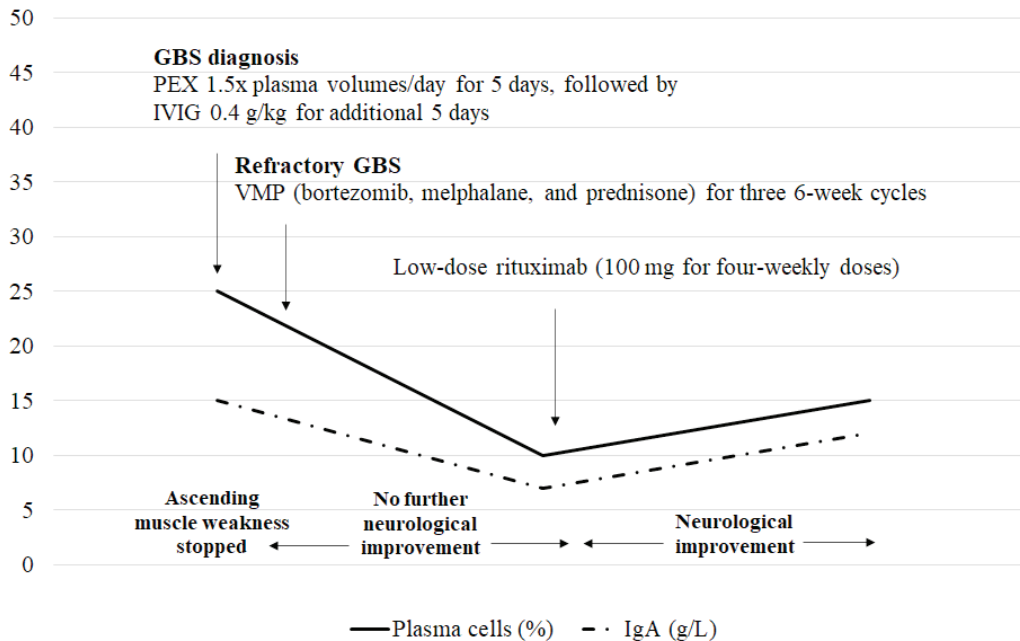 50
45
40
35
30
25
20
15
10
5
0
GBS diagnosis
PEX 1.5x plasma volumes/day for 5 days, followed by
IVIG 0.4 g/kg for additional 5 days
Refractory GBS
VMP (bortezomib, melphalane, and prednisone) for three 6-week cycles
Low-dose rituximab (100 mg for four-weekly doses)
Ascending
muscle weakness
stopped
No further
neurological
improvement
Neurological
improvement
Plasma cells (%)
IgA (g/L)